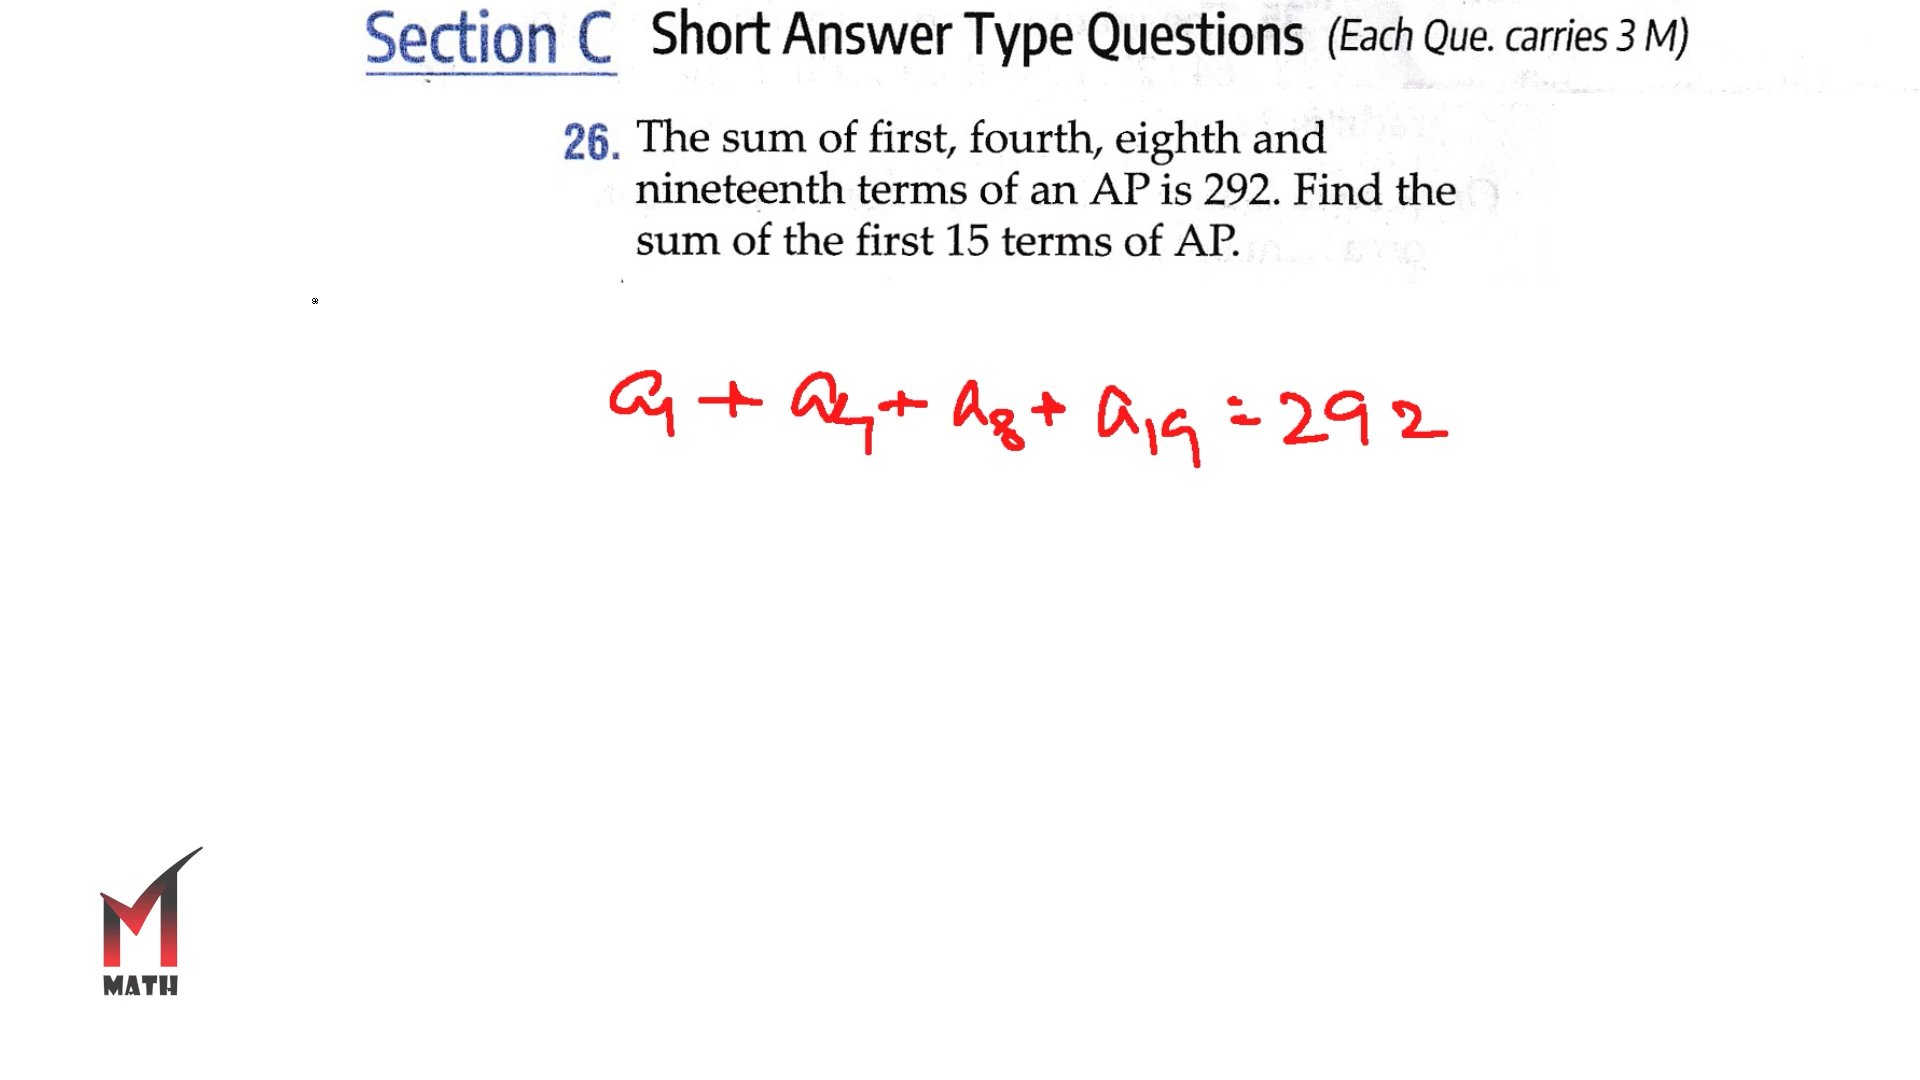 Section C Short Answer Type Questions (Each Que. carries 3 M)
26. The sum of first, fourth, eighth and
nineteenth terms of an AP is 292. Find the
sum of the first 15 terms of AP.
a₁ + a₄ + a₈ + a₁₉ = 292
MATH